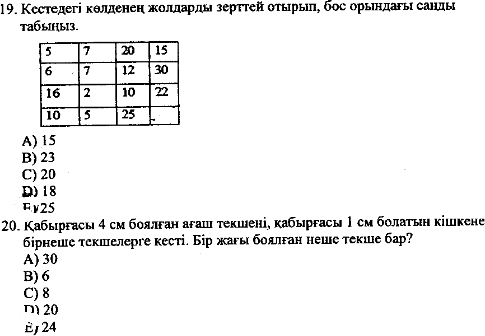 19. Кестедегі көлденең жолдарды зерттей отырып, бос орындағы санды
табыңыз.
5 7 20 15
6 7 12 30
16 2 10 22
10 5 25
A) 15
B) 23
C) 20
D) 18
E) 25
20. Қабырғасы 4 см боялған ағаш текшені, қабырғасы 1 см болатын кішкене
бірнеше текшелерге кесті. Бір жағы боялған неше текше бар?
A) 30
B) 6
C) 8
D) 20
E) 24